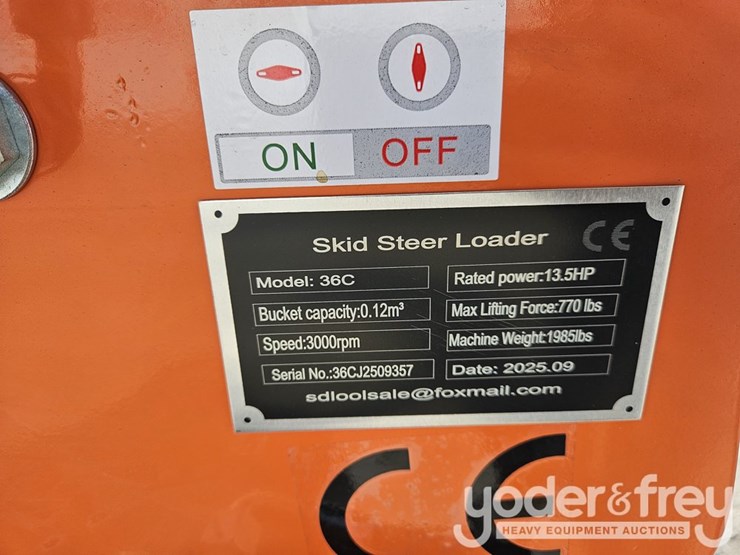 ON OFF
Skid Steer Loader CE
Model: 36C
Rated power:13.5HP
Bucket capacity:0.12m³
Max Lifting Force:770 lbs
Speed:3000rpm
Machine Weight:1985lbs
Serial No.:36CJ2509357
Date: 2025.09
sdloolsale@foxmail.com
CE
yoder&frey
HEAVY EQUIPMENT AUCTIONS